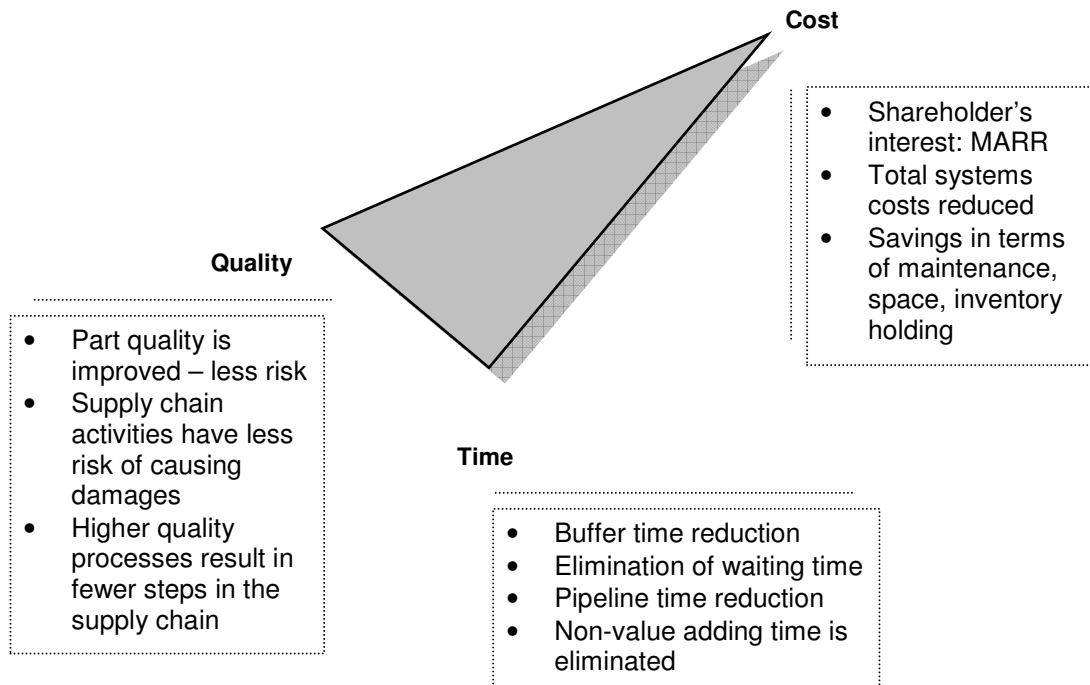 Cost
• Shareholder’s
interest: MARR
• Total systems
costs reduced
• Savings in terms
of maintenance,
space, inventory
holding
Quality
• Part quality is
improved – less risk
• Supply chain
activities have less
risk of causing
damages
• Higher quality
processes result in
fewer steps in the
supply chain
Time
• Buffer time reduction
• Elimination of waiting time
• Pipeline time reduction
• Non-value adding time is
eliminated